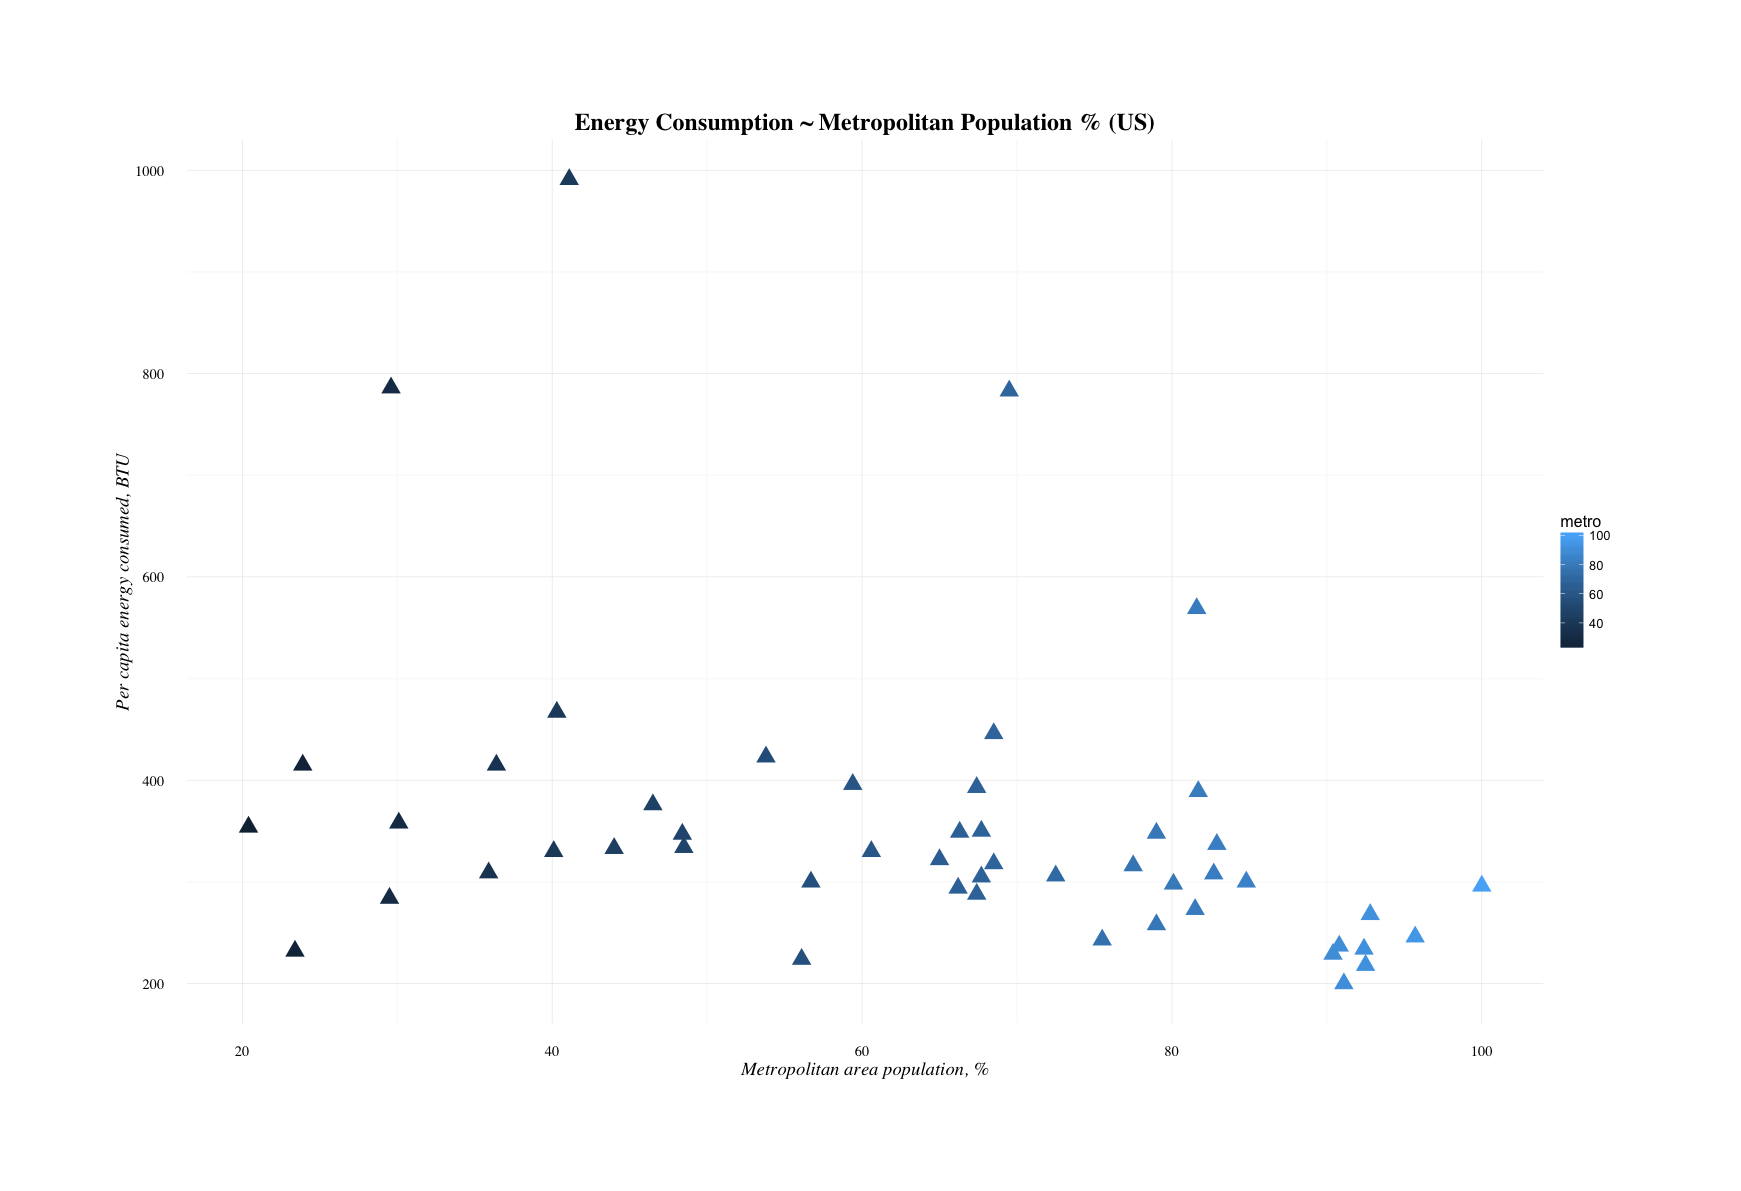 Energy Consumption ~ Metropolitan Population % (US)
1000
800
600
400
200
Per capita energy consumed, BTU
20 40 60 80 100
Metropolitan area population, %
metro
100
80
60
40